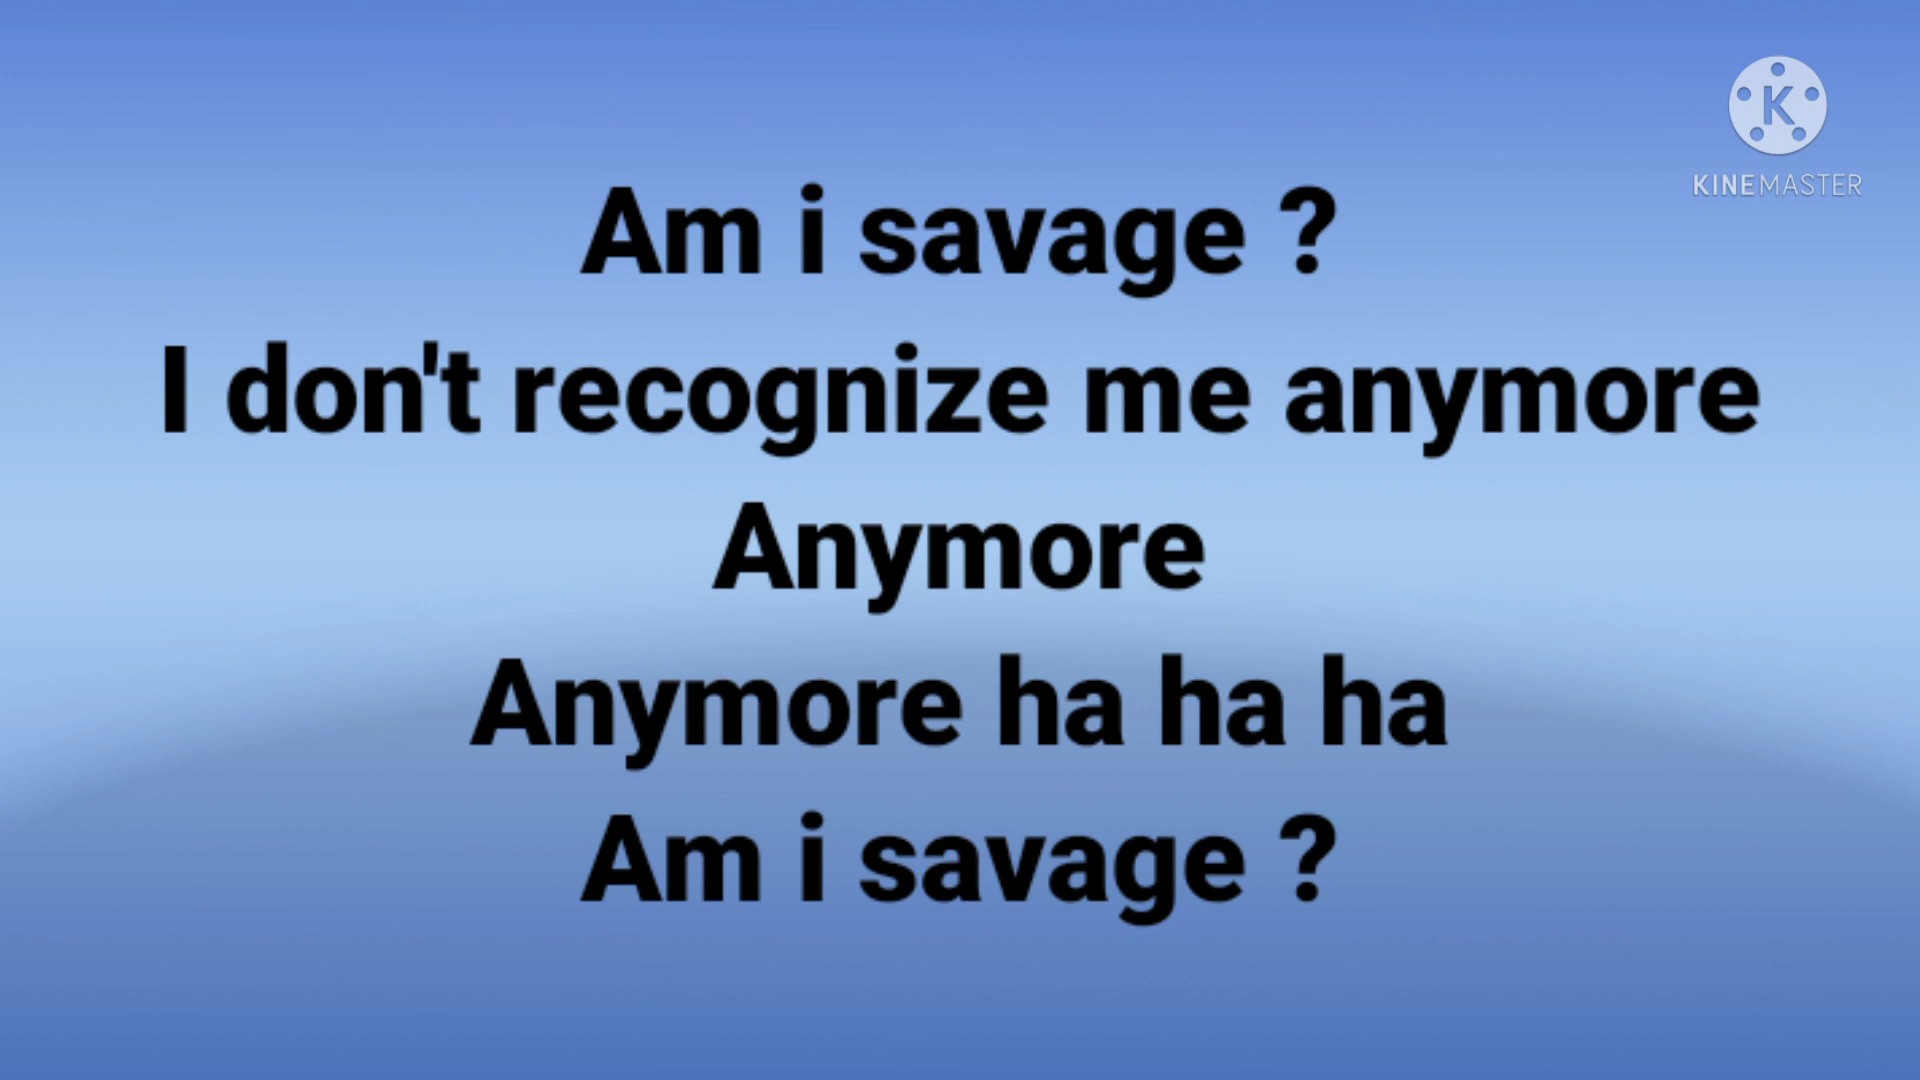 K
KINEMASTER
Am i savage ?
I don't recognize me anymore
Anymore
Anymore ha ha ha
Am i savage ?